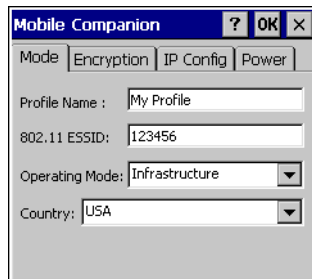 Mobile Companion ? OK ×
Mode Encryption IP Config Power
Profile Name : My Profile
802.11 ESSID: 123456
Operating Mode: Infrastructure
Country: USA